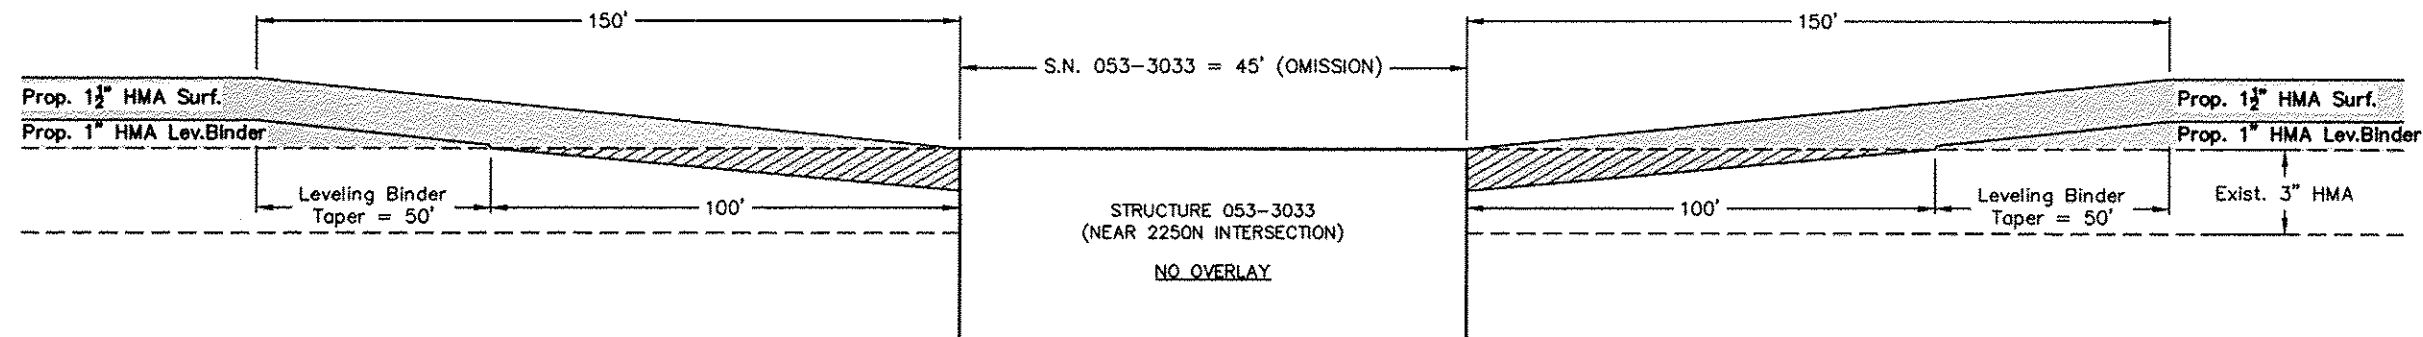 150'
150'
S.N. 053-3033 = 45' (OMISSION)
Prop. 1½" HMA Surf.
Prop. 1½" HMA Surf.
Prop. 1" HMA Lev.Binder
Prop. 1" HMA Lev.Binder
Leveling Binder
Taper = 50'
100'
STRUCTURE 053-3033
(NEAR 2250N INTERSECTION)
NO OVERLAY
100'
Leveling Binder
Taper = 50'
Exist. 3" HMA